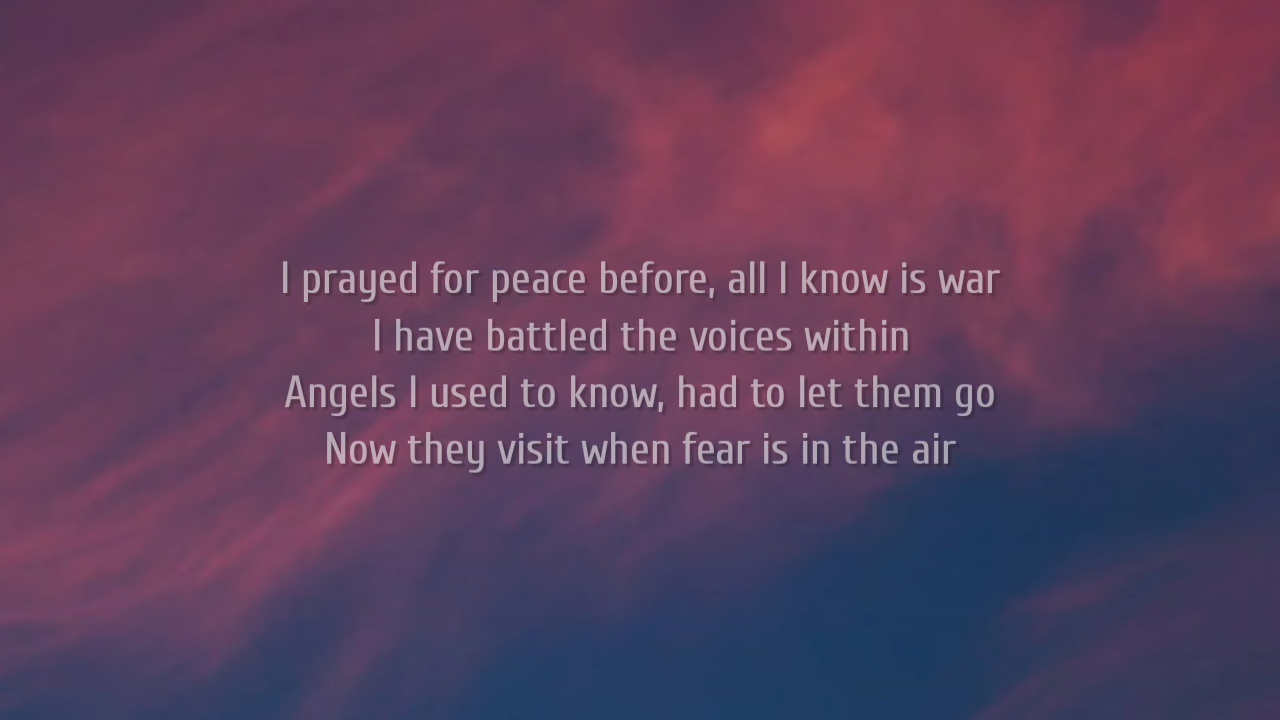 I prayed for peace before, all I know is war
I have battled the voices within
Angels I used to know, had to let them go
Now they visit when fear is in the air